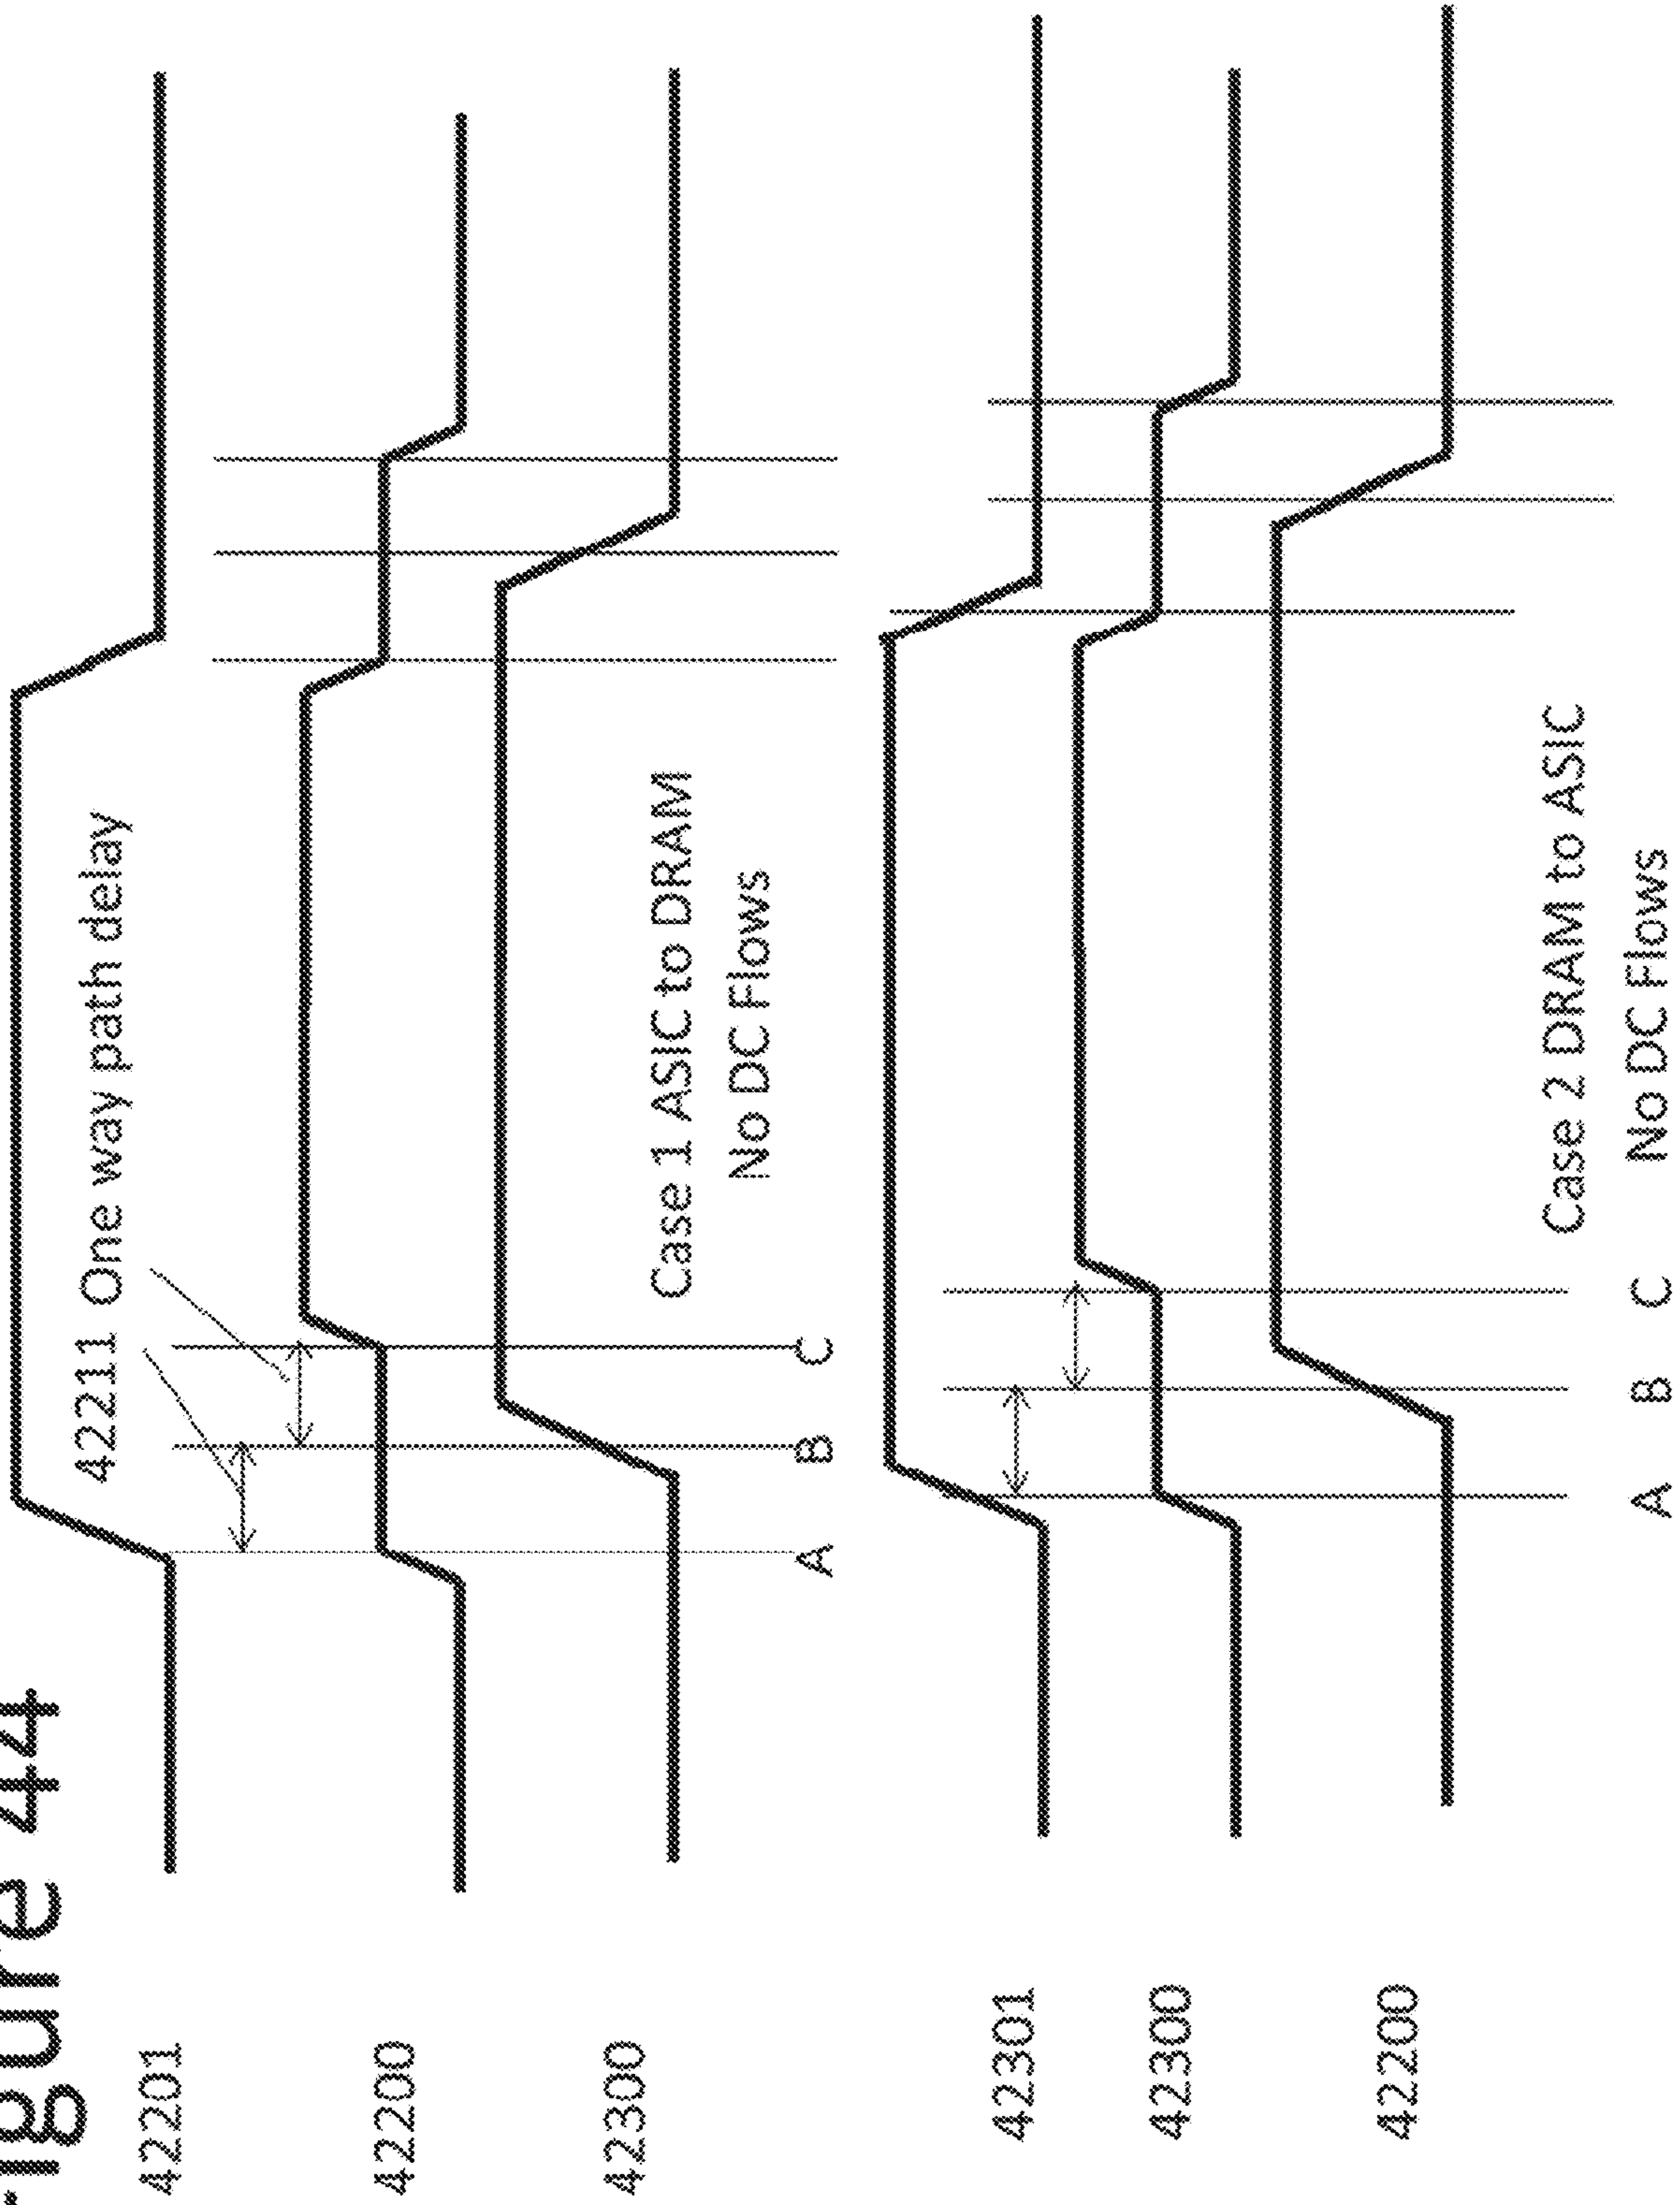 Figure 44
42201
42211 One way path delay
42200
42300
Case 1 ASIC to DRAM
No DC Flows
A B C
42301
42300
42200
Case 2 DRAM to ASIC
No DC Flows
A B C